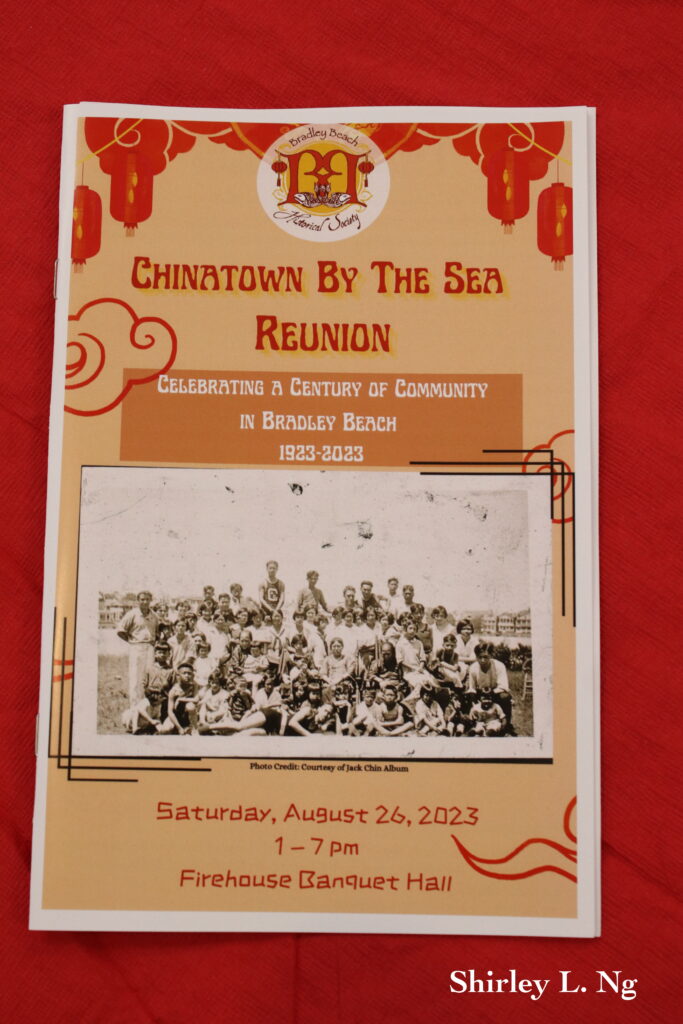 Bradley Beach
Historical Society
Chinatown By The Sea
Reunion
Celebrating a Century of Community
in Bradley Beach
1923-2023
Photo Credit: Courtesy of Jack Chin Album
Saturday, August 26, 2023
1 – 7 pm
Firehouse Banquet Hall
Shirley L. Ng